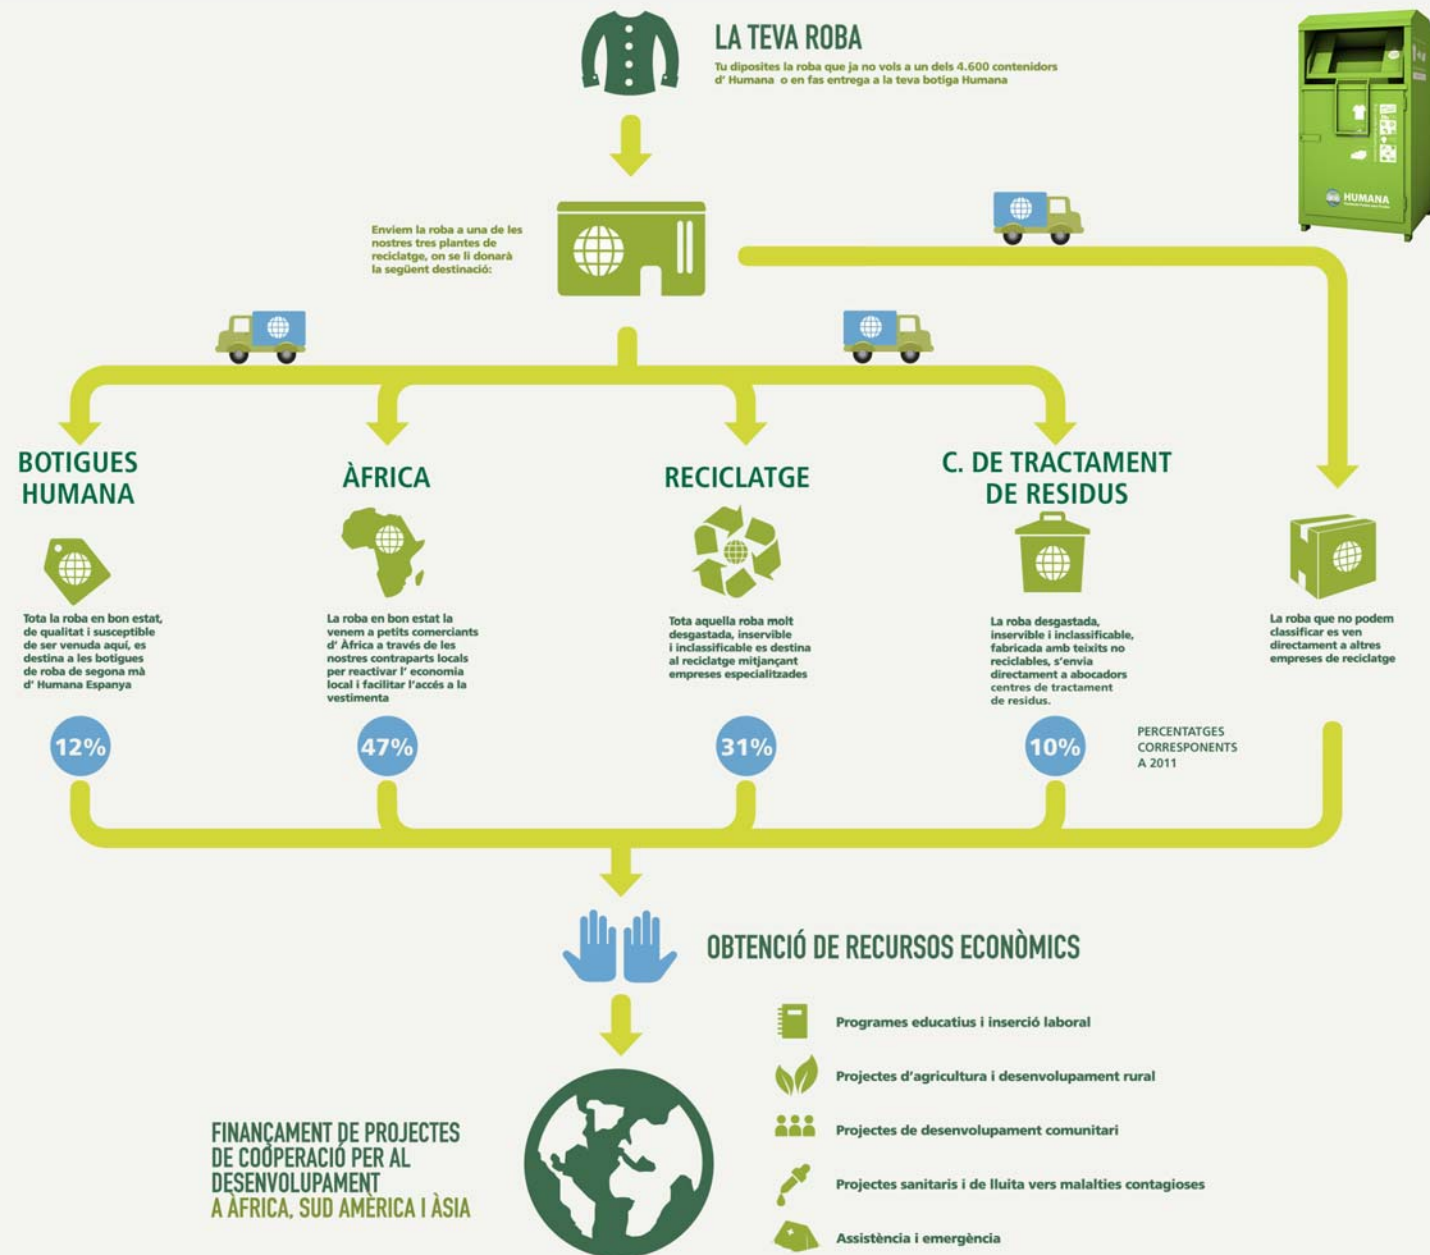 LA TEVA ROBA
Tu diposites la roba que ja no vols a un dels 4.600 contenidors
d' Humana o en fas entrega a la teva botiga Humana
HUMANA
Enviem la roba a una de les
nostres tres plantes de
reciclatge, on se li donarà
la següent destinació:
BOTIGUES
HUMANA
Tota la roba en bon estat,
de qualitat i susceptible
de ser venuda aquí, es
destina a les botigues
de roba de segona mà
d' Humana Espanya
12%
ÀFRICA
La roba en bon estat la
venem a petits comerciants
d' Àfrica a través de les
nostres contraparts locals
per reactivar l' economia
local i facilitar l'accés a la
vestimenta
47%
RECICLATGE
Tota aquella roba molt
desgastada, inservible
i inclassificable es destina
al reciclatge mitjançant
empreses especialitzades
31%
C. DE TRACTAMENT
DE RESIDUS
La roba desgastada,
inservible i inclassificable,
fabricada amb teixits no
reciclables, s'envia
directament a abocadors
centres de tractament
de residus.
10%
La roba que no podem
classificar es ven
directament a altres
empreses de reciclatge
PERCENTATGES
CORRESPONENTS
A 2011
OBTENCIÓ DE RECURSOS ECONÒMICS
Programes educatius i inserció laboral
Projectes d'agricultura i desenvolupament rural
Projectes de desenvolupament comunitari
Projectes sanitaris i de lluita vers malalties contagioses
Assistència i emergència
FINANÇAMENT DE PROJECTES
DE COOPERACIÓ PER AL
DESENVOLUPAMENT
A ÀFRICA, SUD AMÈRICA I ÀSIA